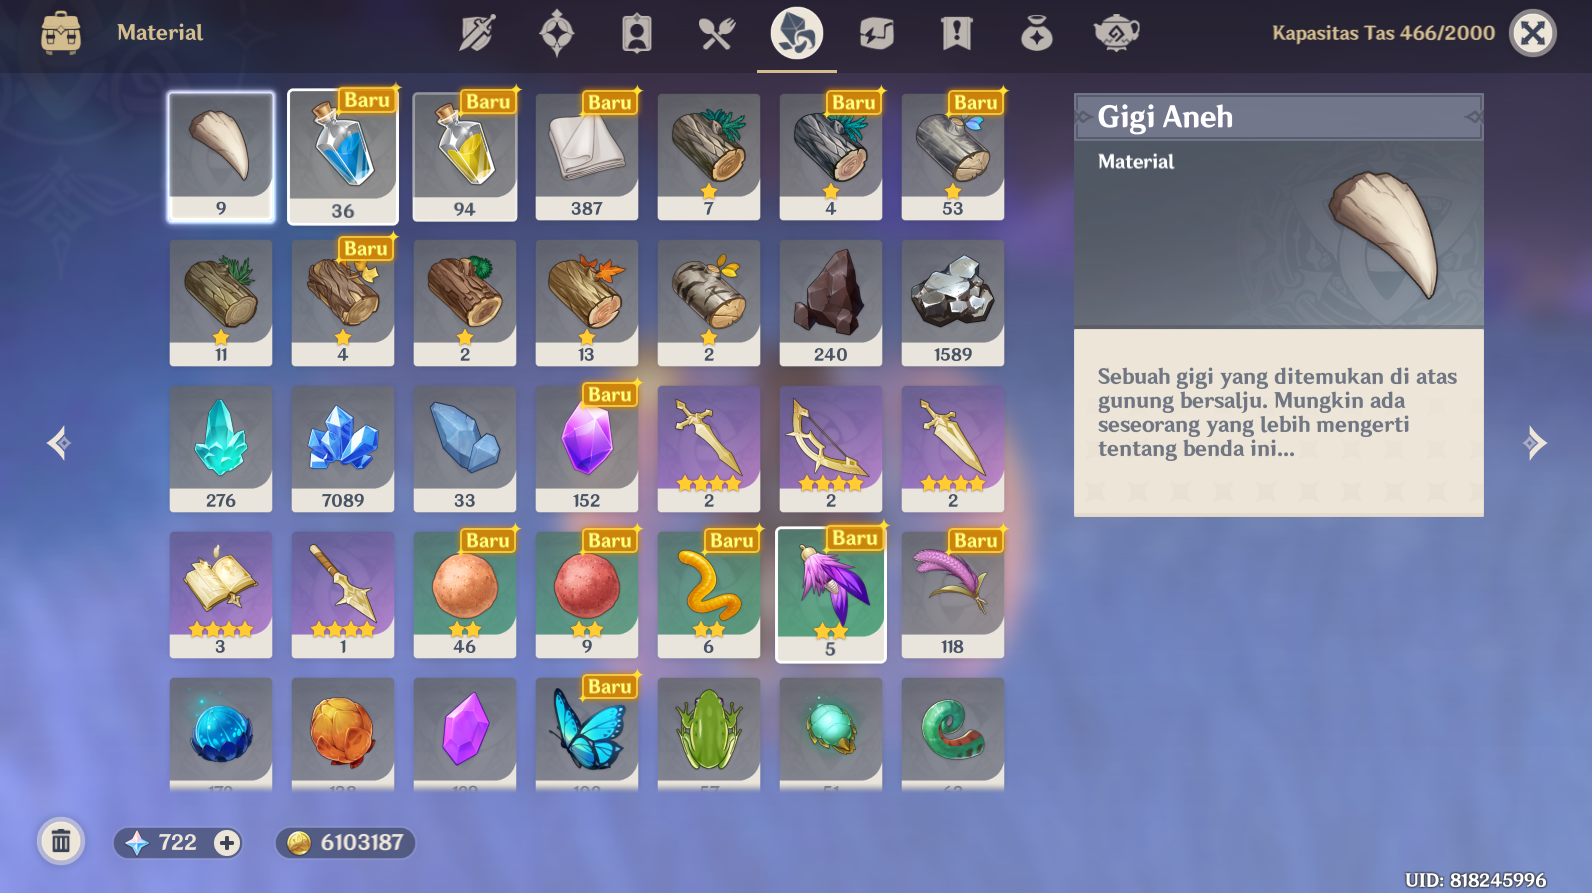 Material
Kapasitas Tas 466/2000
Baru
Baru
Baru
Baru
Baru
9
36
94
387
7
4
53
Baru
11
4
2
13
2
240
1589
Baru
276
7089
33
152
2
2
2
Baru
Baru
Baru
Baru
Baru
3
1
46
9
6
5
118
Baru
Gigi Aneh
Material
Sebuah gigi yang ditemukan di atas
gunung bersalju. Mungkin ada
seseorang yang lebih mengerti
tentang benda ini...
722
6103187
UID: 818245996